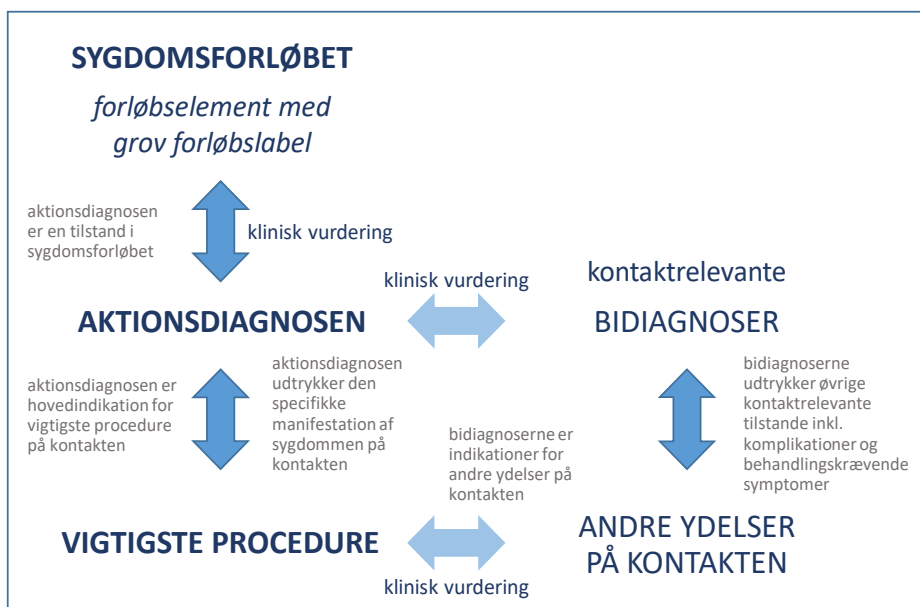 SYGDOMSFORLØBET
forløbselement med
grov forløbslabel
aktionsdiagnosen
er en tilstand i
sygdomsforløbet
klinisk vurdering
klinisk vurdering
kontaktrelevante
AKTIONSDIAGNOSEN
BIDIAGNOSER
aktionsdiagnosen er
hovedindikation for
vigtigste procedure
på kontakten
aktionsdiagnosen
udtrykker den
specifikke
manifestation af
sygdommen på
kontakten
bidiagnoserne er
indikationer for
andre ydelser på
kontakten
bidiagnoserne
udtrykker øvrige
kontaktrelevante
tilstande inkl.
komplikationer og
behandlingskrævende
symptomer
VIGTIGSTE PROCEDURE
klinisk vurdering
ANDRE YDELSER
PÅ KONTAKTEN